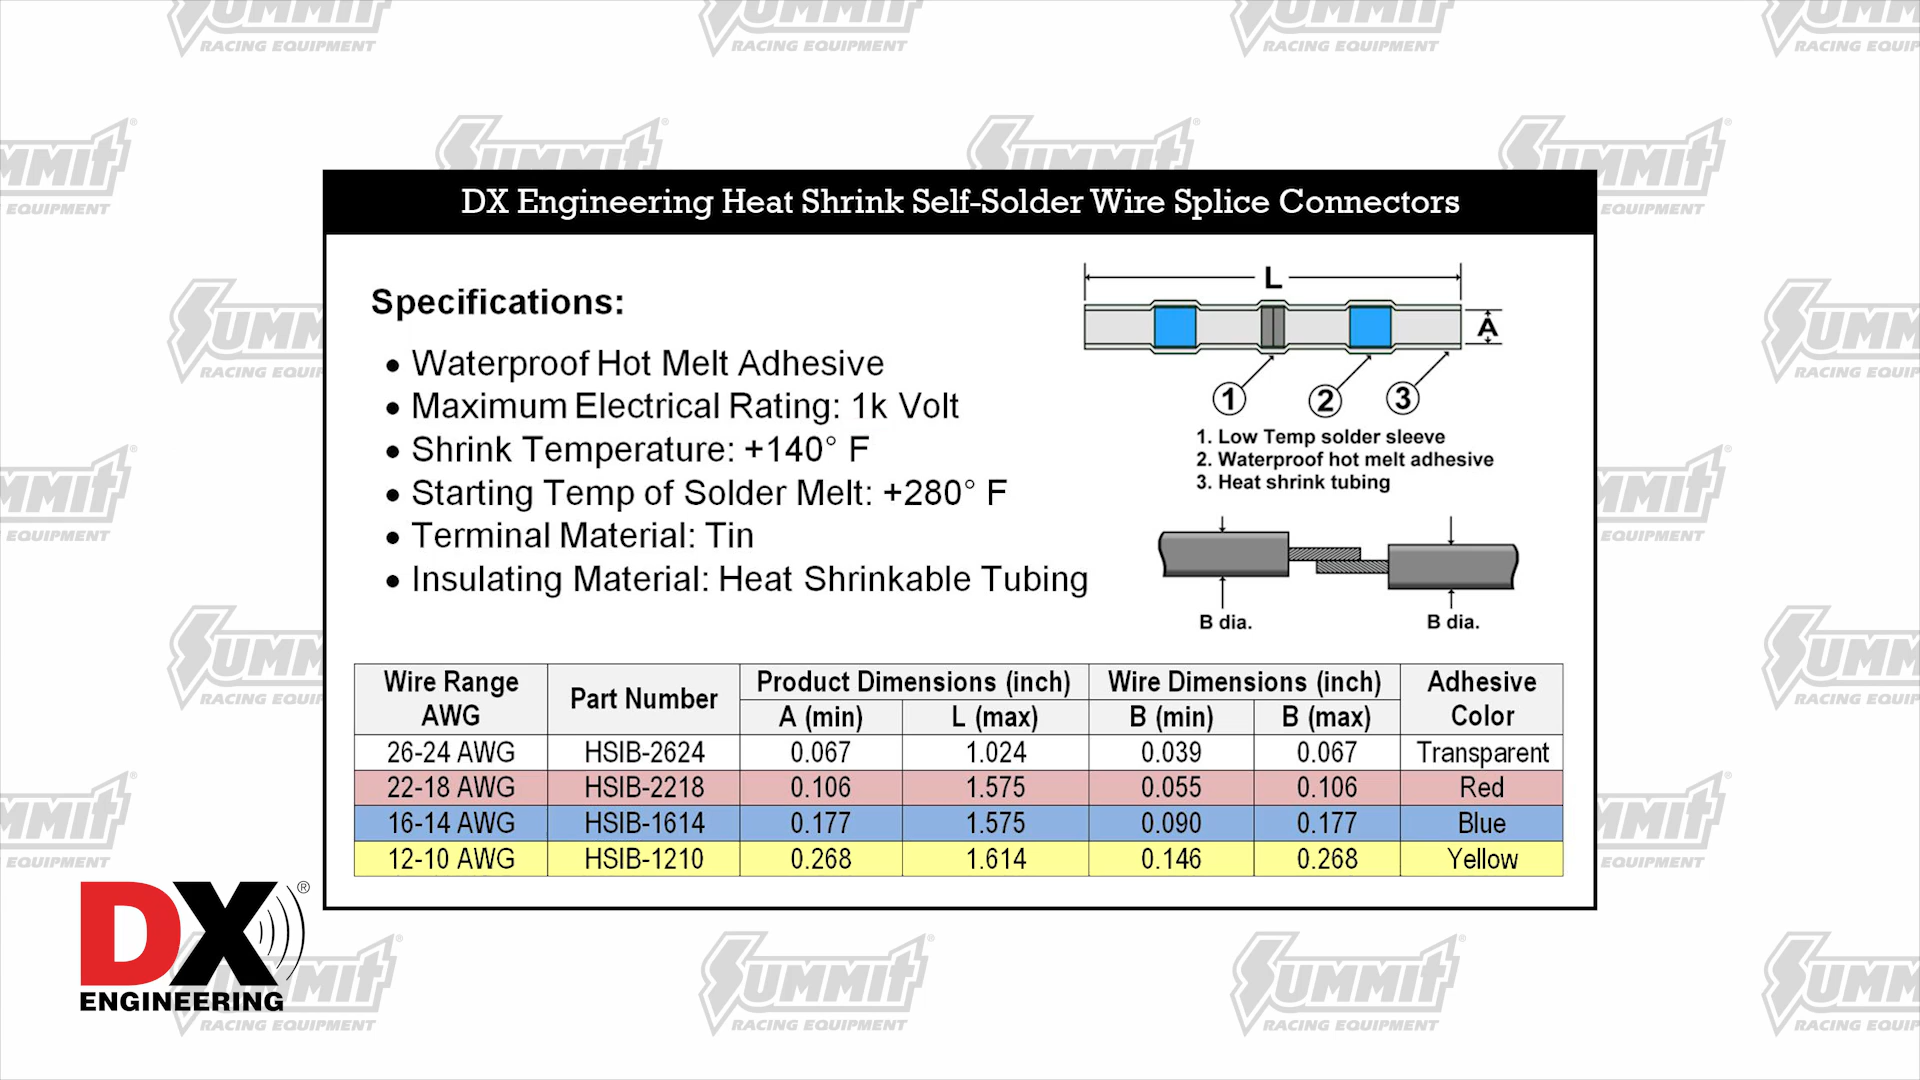 DX Engineering Heat Shrink Self-Solder Wire Splice Connectors
Specifications:
• Waterproof Hot Melt Adhesive
• Maximum Electrical Rating: 1k Volt
• Shrink Temperature: +140° F
• Starting Temp of Solder Melt: +280° F
• Terminal Material: Tin
• Insulating Material: Heat Shrinkable Tubing
L
A
1 2 3
1. Low Temp solder sleeve
2. Waterproof hot melt adhesive
3. Heat shrink tubing
B dia. B dia.
Wire Range AWG Part Number Product Dimensions (inch) Wire Dimensions (inch) Adhesive Color
A (min) L (max) B (min) B (max)
26-24 AWG HSIB-2624 0.067 1.024 0.039 0.067 Transparent
22-18 AWG HSIB-2218 0.106 1.575 0.055 0.106 Red
16-14 AWG HSIB-1614 0.177 1.575 0.090 0.177 Blue
12-10 AWG HSIB-1210 0.268 1.614 0.146 0.268 Yellow
DX®
ENGINEERING
SUMMIT
RACING EQUIPMENT